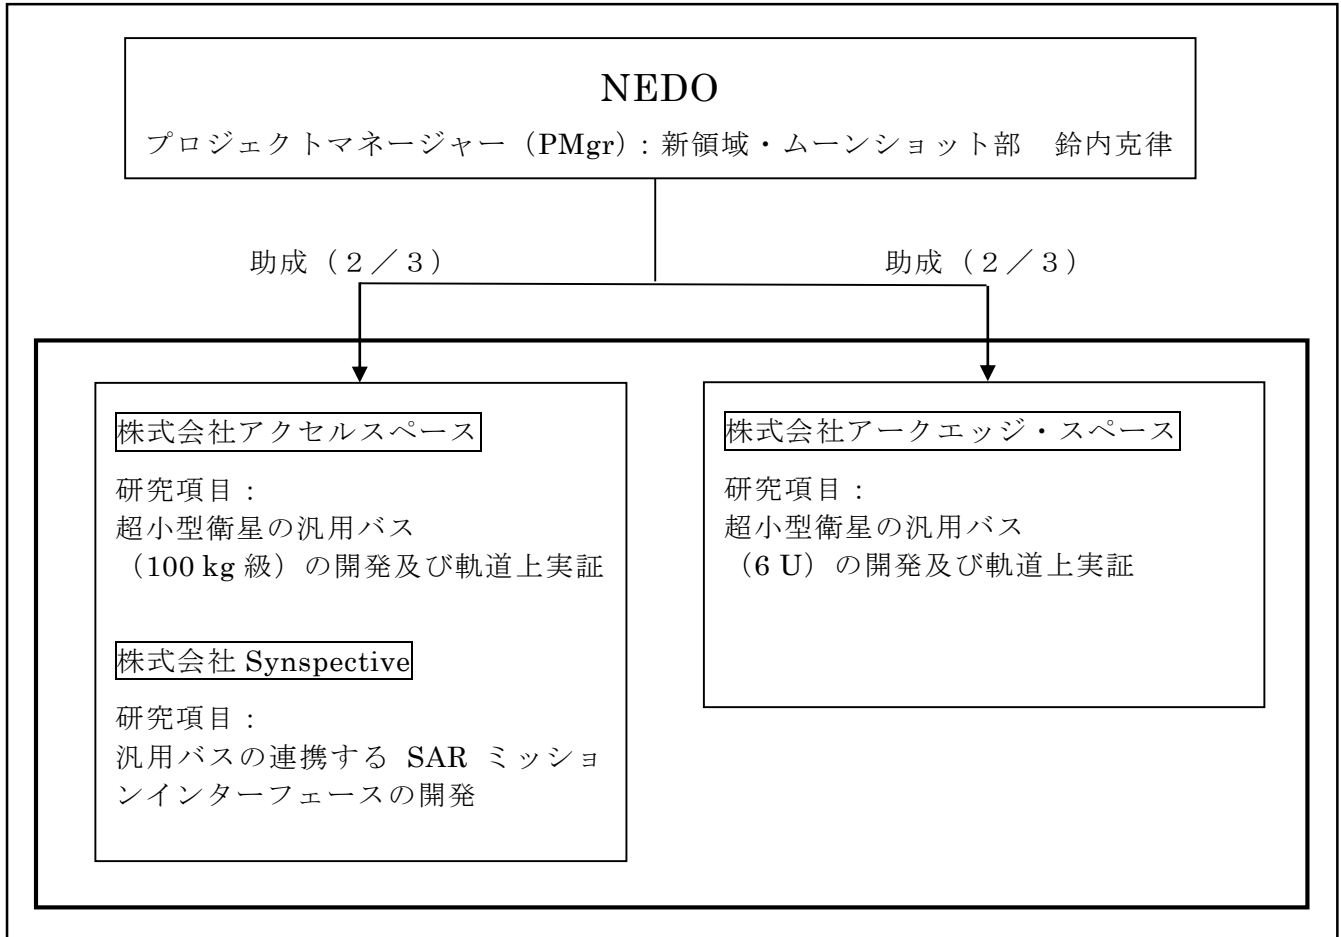 NEDO
プロジェクトマネージャー（PMgr）：新領域・ムーンショット部　鈴内克律
助成（２／３）
助成（２／３）
株式会社アクセルスペース
研究項目：
超小型衛星の汎用バス
（100 kg 級）の開発及び軌道上実証
株式会社 Synspective
研究項目：
汎用バスの連携する SAR ミッショ
ンインターフェースの開発
株式会社アークエッジ・スペース
研究項目：
超小型衛星の汎用バス
（6 U）の開発及び軌道上実証